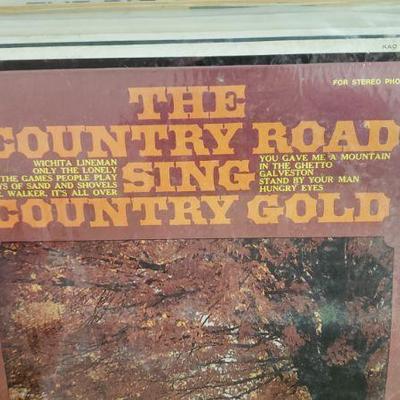 KAO
FOR STEREO PHO
THE
COUNTRY ROAD
WICHITA LINEMAN
ONLY THE LONELY
THE GAMES PEOPLE PLAY
YS OF SAND AND SHOVELS
. WALKER, IT'S ALL OVER
SING
YOU GAVE ME A MOUNTAIN
IN THE GHETTO
GALVESTON
STAND BY YOUR MAN
HUNGRY EYES
COUNTRY GOLD